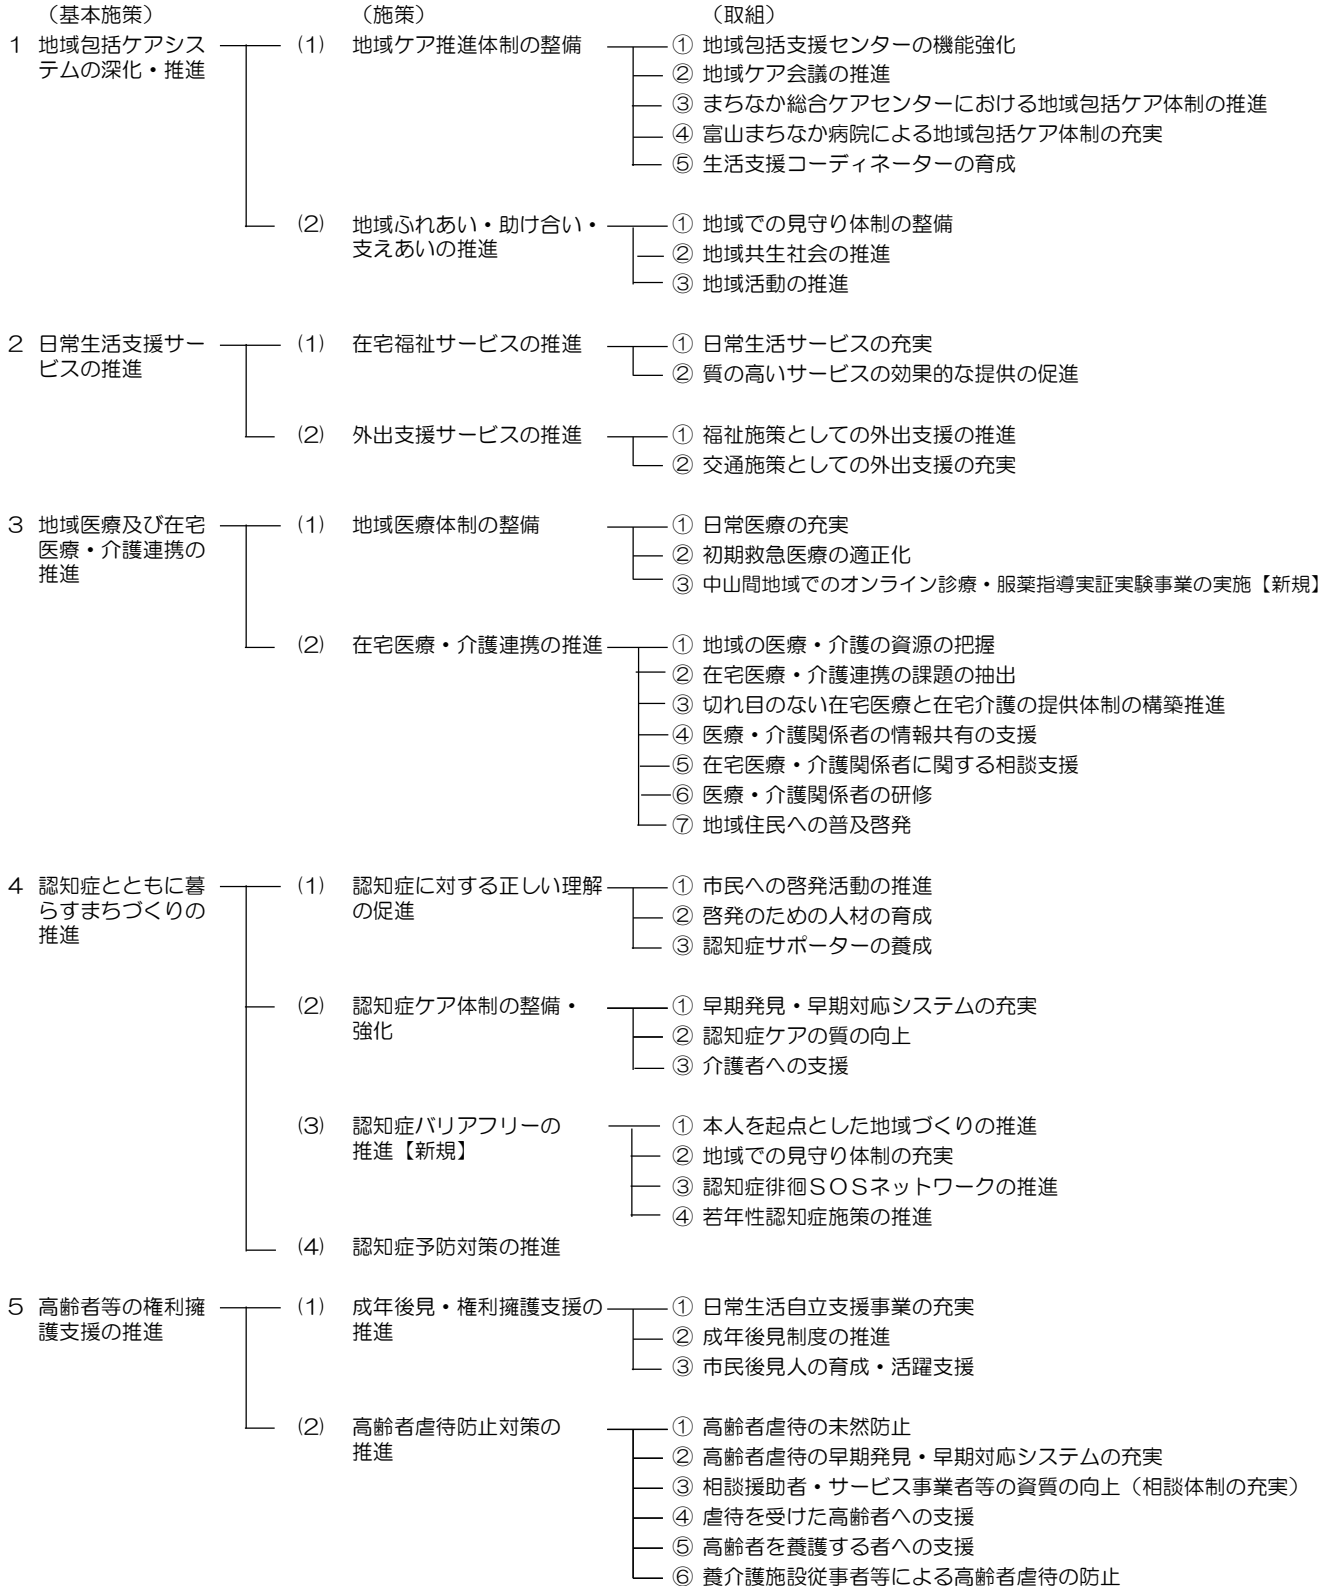 （基本施策）　（施策）　（取組）
1 地域包括ケアシス (1) 地域ケア推進体制の整備 ① 地域包括支援センターの機能強化
テムの深化・推進 ② 地域ケア会議の推進
③ まちなか総合ケアセンターにおける地域包括ケア体制の推進
④ 富山まちなか病院による地域包括ケア体制の充実
⑤ 生活支援コーディネーターの育成
(2) 地域ふれあい・助け合い・ ① 地域での見守り体制の整備
支えあいの推進 ② 地域共生社会の推進
③ 地域活動の推進
2 日常生活支援サー (1) 在宅福祉サービスの推進 ① 日常生活サービスの充実
ビスの推進 ② 質の高いサービスの効果的な提供の促進
(2) 外出支援サービスの推進 ① 福祉施策としての外出支援の推進
② 交通施策としての外出支援の充実
3 地域医療及び在宅 (1) 地域医療体制の整備 ① 日常医療の充実
医療・介護連携の ② 初期救急医療の適正化
推進 ③ 中山間地域でのオンライン診療・服薬指導実証実験事業の実施【新規】
(2) 在宅医療・介護連携の推進 ① 地域の医療・介護の資源の把握
② 在宅医療・介護連携の課題の抽出
③ 切れ目のない在宅医療と在宅介護の提供体制の構築推進
④ 医療・介護関係者の情報共有の支援
⑤ 在宅医療・介護関係者に関する相談支援
⑥ 医療・介護関係者の研修
⑦ 地域住民への普及啓発
4 認知症とともに暮 (1) 認知症に対する正しい理解 ① 市民への啓発活動の推進
らすまちづくりの の促進 ② 啓発のための人材の育成
推進 ③ 認知症サポーターの養成
(2) 認知症ケア体制の整備・ ① 早期発見・早期対応システムの充実
強化 ② 認知症ケアの質の向上
③ 介護者への支援
(3) 認知症バリアフリーの ① 本人を起点とした地域づくりの推進
推進【新規】 ② 地域での見守り体制の充実
③ 認知症徘徊ＳＯＳネットワークの推進
④ 若年性認知症施策の推進
(4) 認知症予防対策の推進
5 高齢者等の権利擁 (1) 成年後見・権利擁護支援の ① 日常生活自立支援事業の充実
護支援の推進 推進 ② 成年後見制度の推進
③ 市民後見人の育成・活躍支援
(2) 高齢者虐待防止対策の ① 高齢者虐待の未然防止
推進 ② 高齢者虐待の早期発見・早期対応システムの充実
③ 相談援助者・サービス事業者等の資質の向上（相談体制の充実）
④ 虐待を受けた高齢者への支援
⑤ 高齢者を養護する者への支援
⑥ 養介護施設従事者等による高齢者虐待の防止